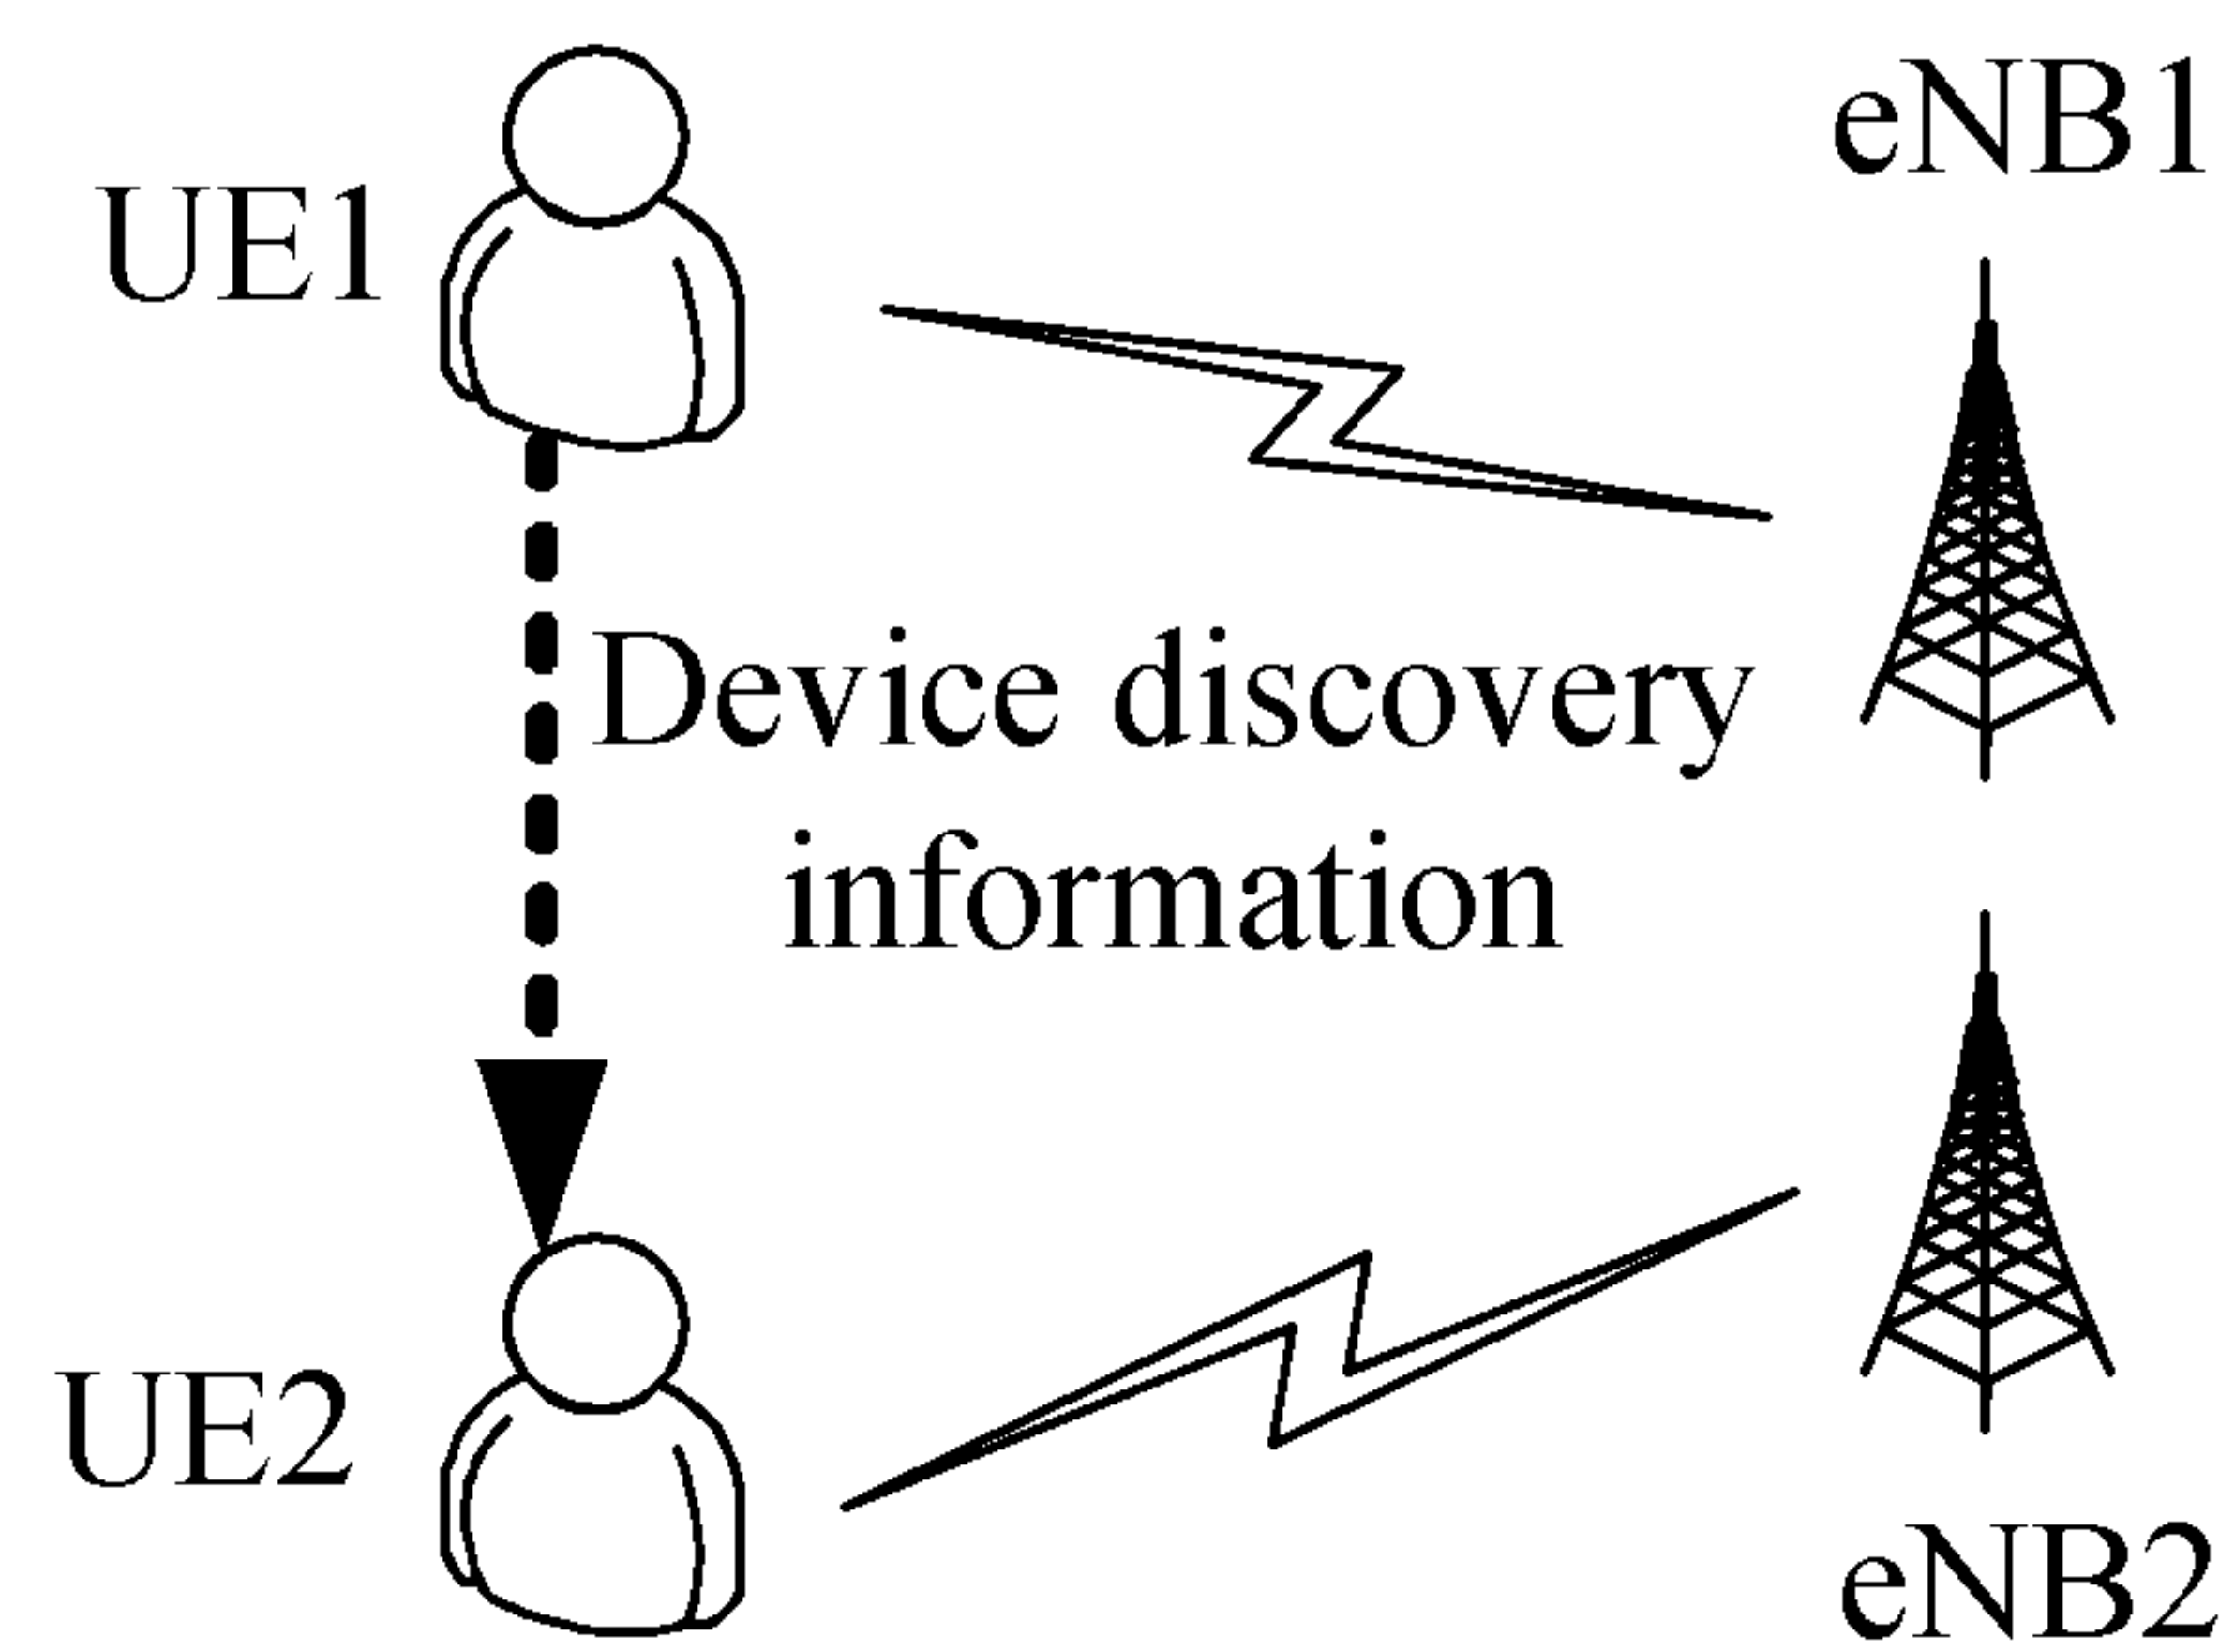 eNB1
UE1
Device discovery
information
UE2
eNB2